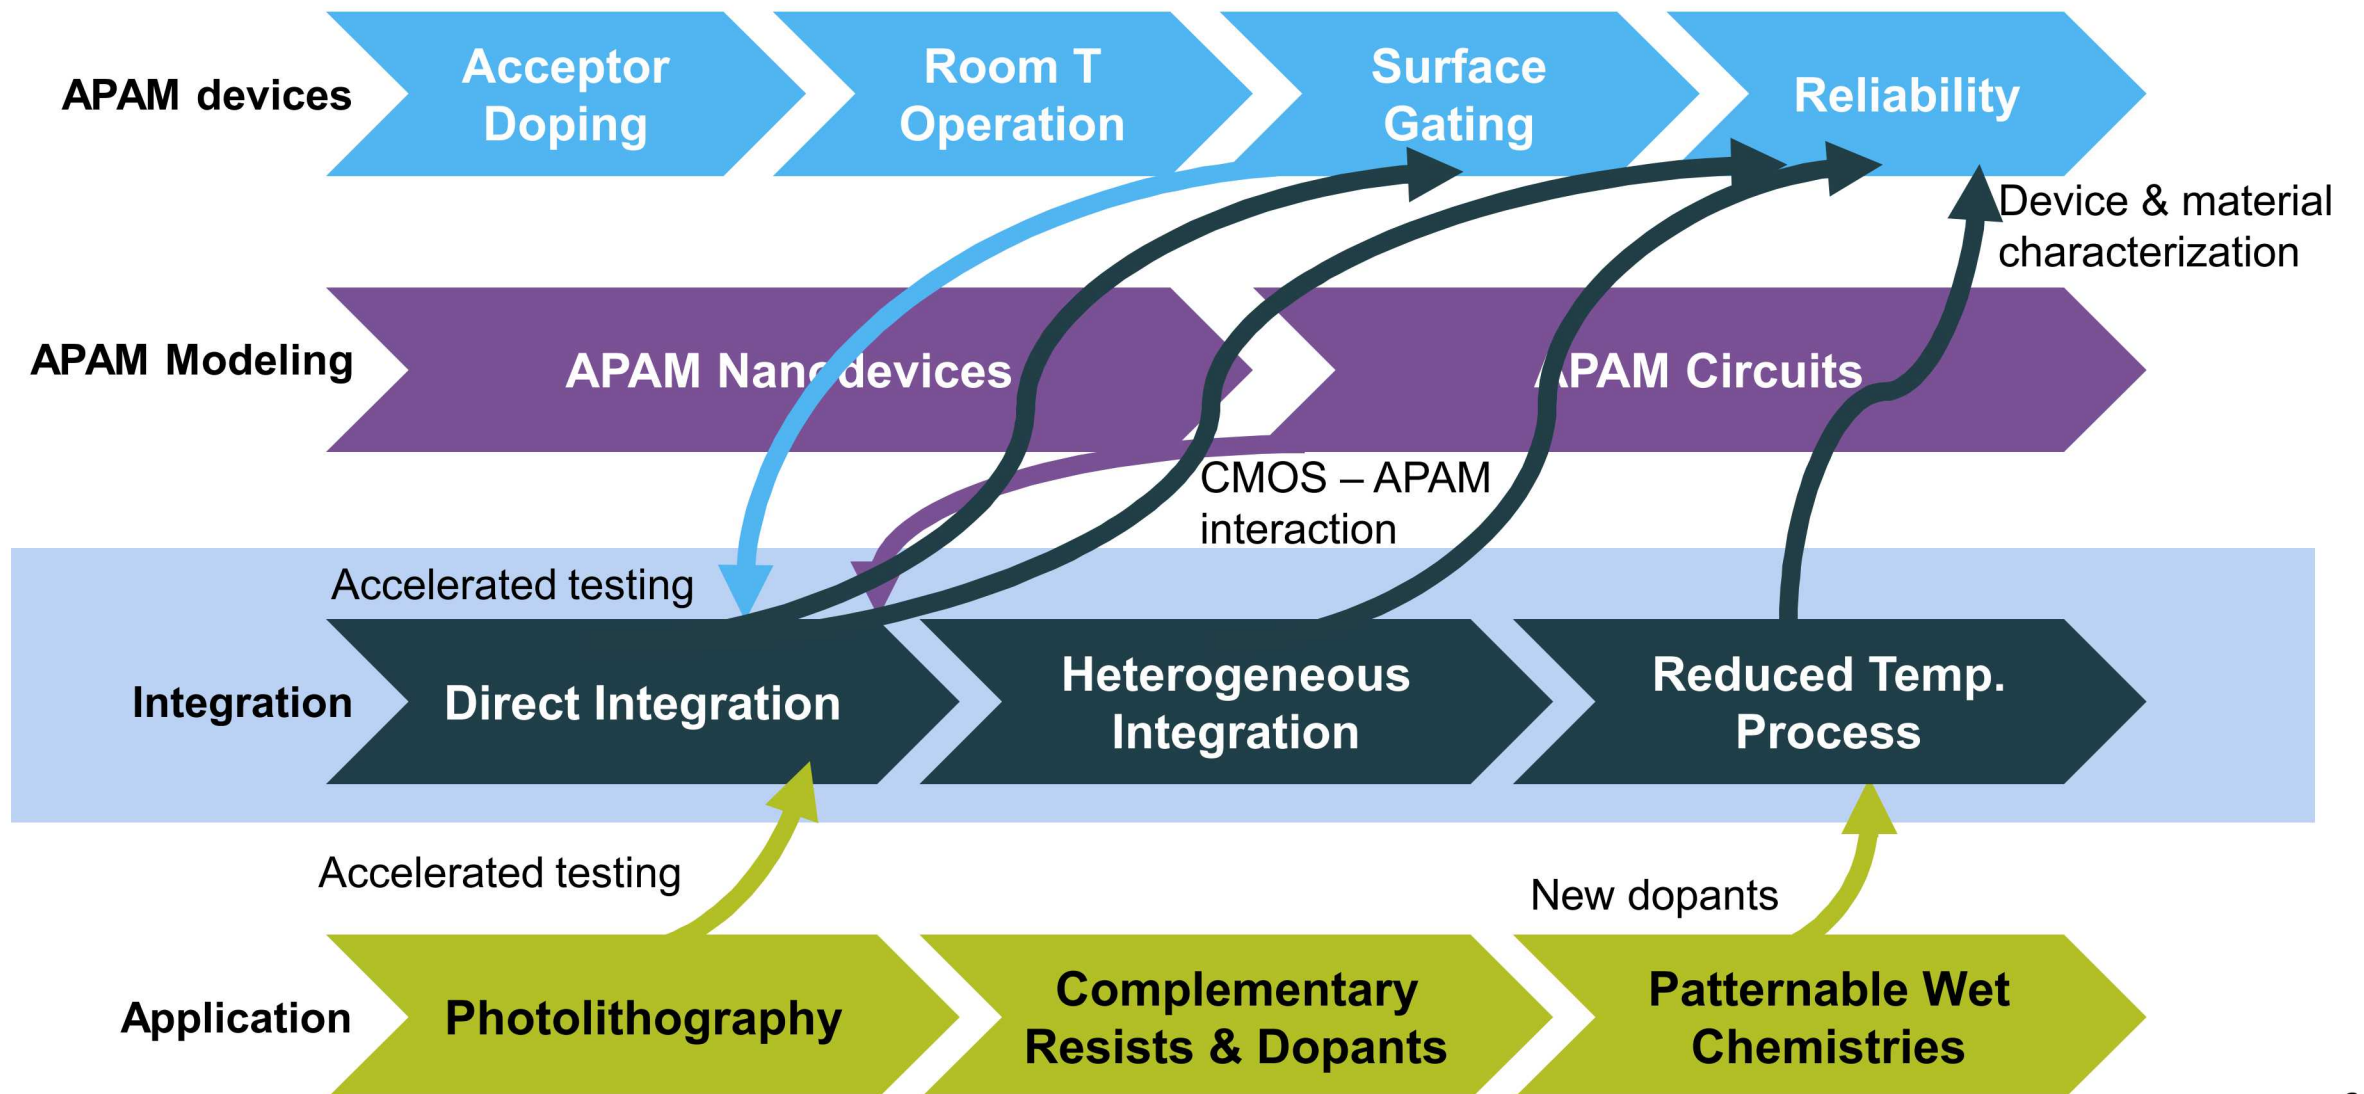 APAM devices
Acceptor
Doping
Room T
Operation
Surface
Gating
Reliability
Device & material
characterization
APAM Modeling
APAM Nanodevices
APAM Circuits
CMOS – APAM
interaction
Accelerated testing
Integration
Direct Integration
Heterogeneous
Integration
Reduced Temp.
Process
Accelerated testing
New dopants
Application
Photolithography
Complementary
Resists & Dopants
Patternable Wet
Chemistries